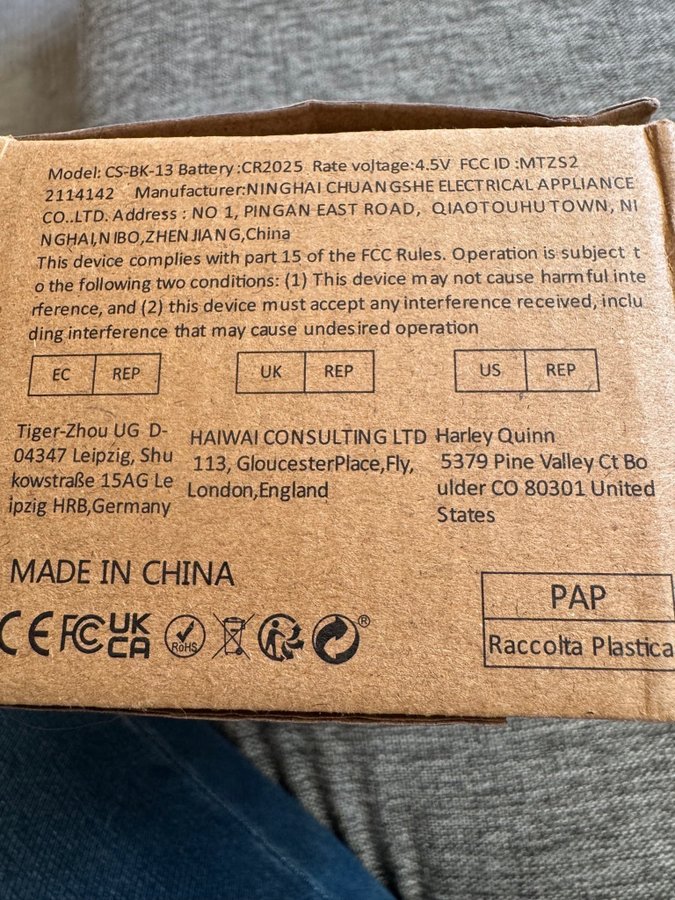 Model: CS-BK-13 Battery :CR2025 Rate voltage:4.5V FCC ID :MTZS2
2114142 Manufacturer:NINGHAI CHUANGSHE ELECTRICAL APPLIANCE
CO.,LTD. Address : NO 1, PINGAN EAST ROAD, QIAOTOUHUTOWN, NI
NGHAI,NIBO,ZHENJIANG,China
This device complies with part 15 of the FCC Rules. Operation is subject t
o the following two conditions: (1) This device may not cause harmful inte
rference, and (2) this device must accept any interference received, inclu
ding interference that may cause undesired operation
EC REP
UK REP
US REP
Tiger-Zhou UG D-
04347 Leipzig, Shu
kowstraße 15AG Le
ipzig HRB,Germany
HAIWAI CONSULTING LTD
113, GloucesterPlace,Fly,
London,England
Harley Quinn
5379 Pine Valley Ct Bo
ulder CO 80301 United
States
MADE IN CHINA
CE FC UK CA RoHS ®
PAP
Raccolta Plastica